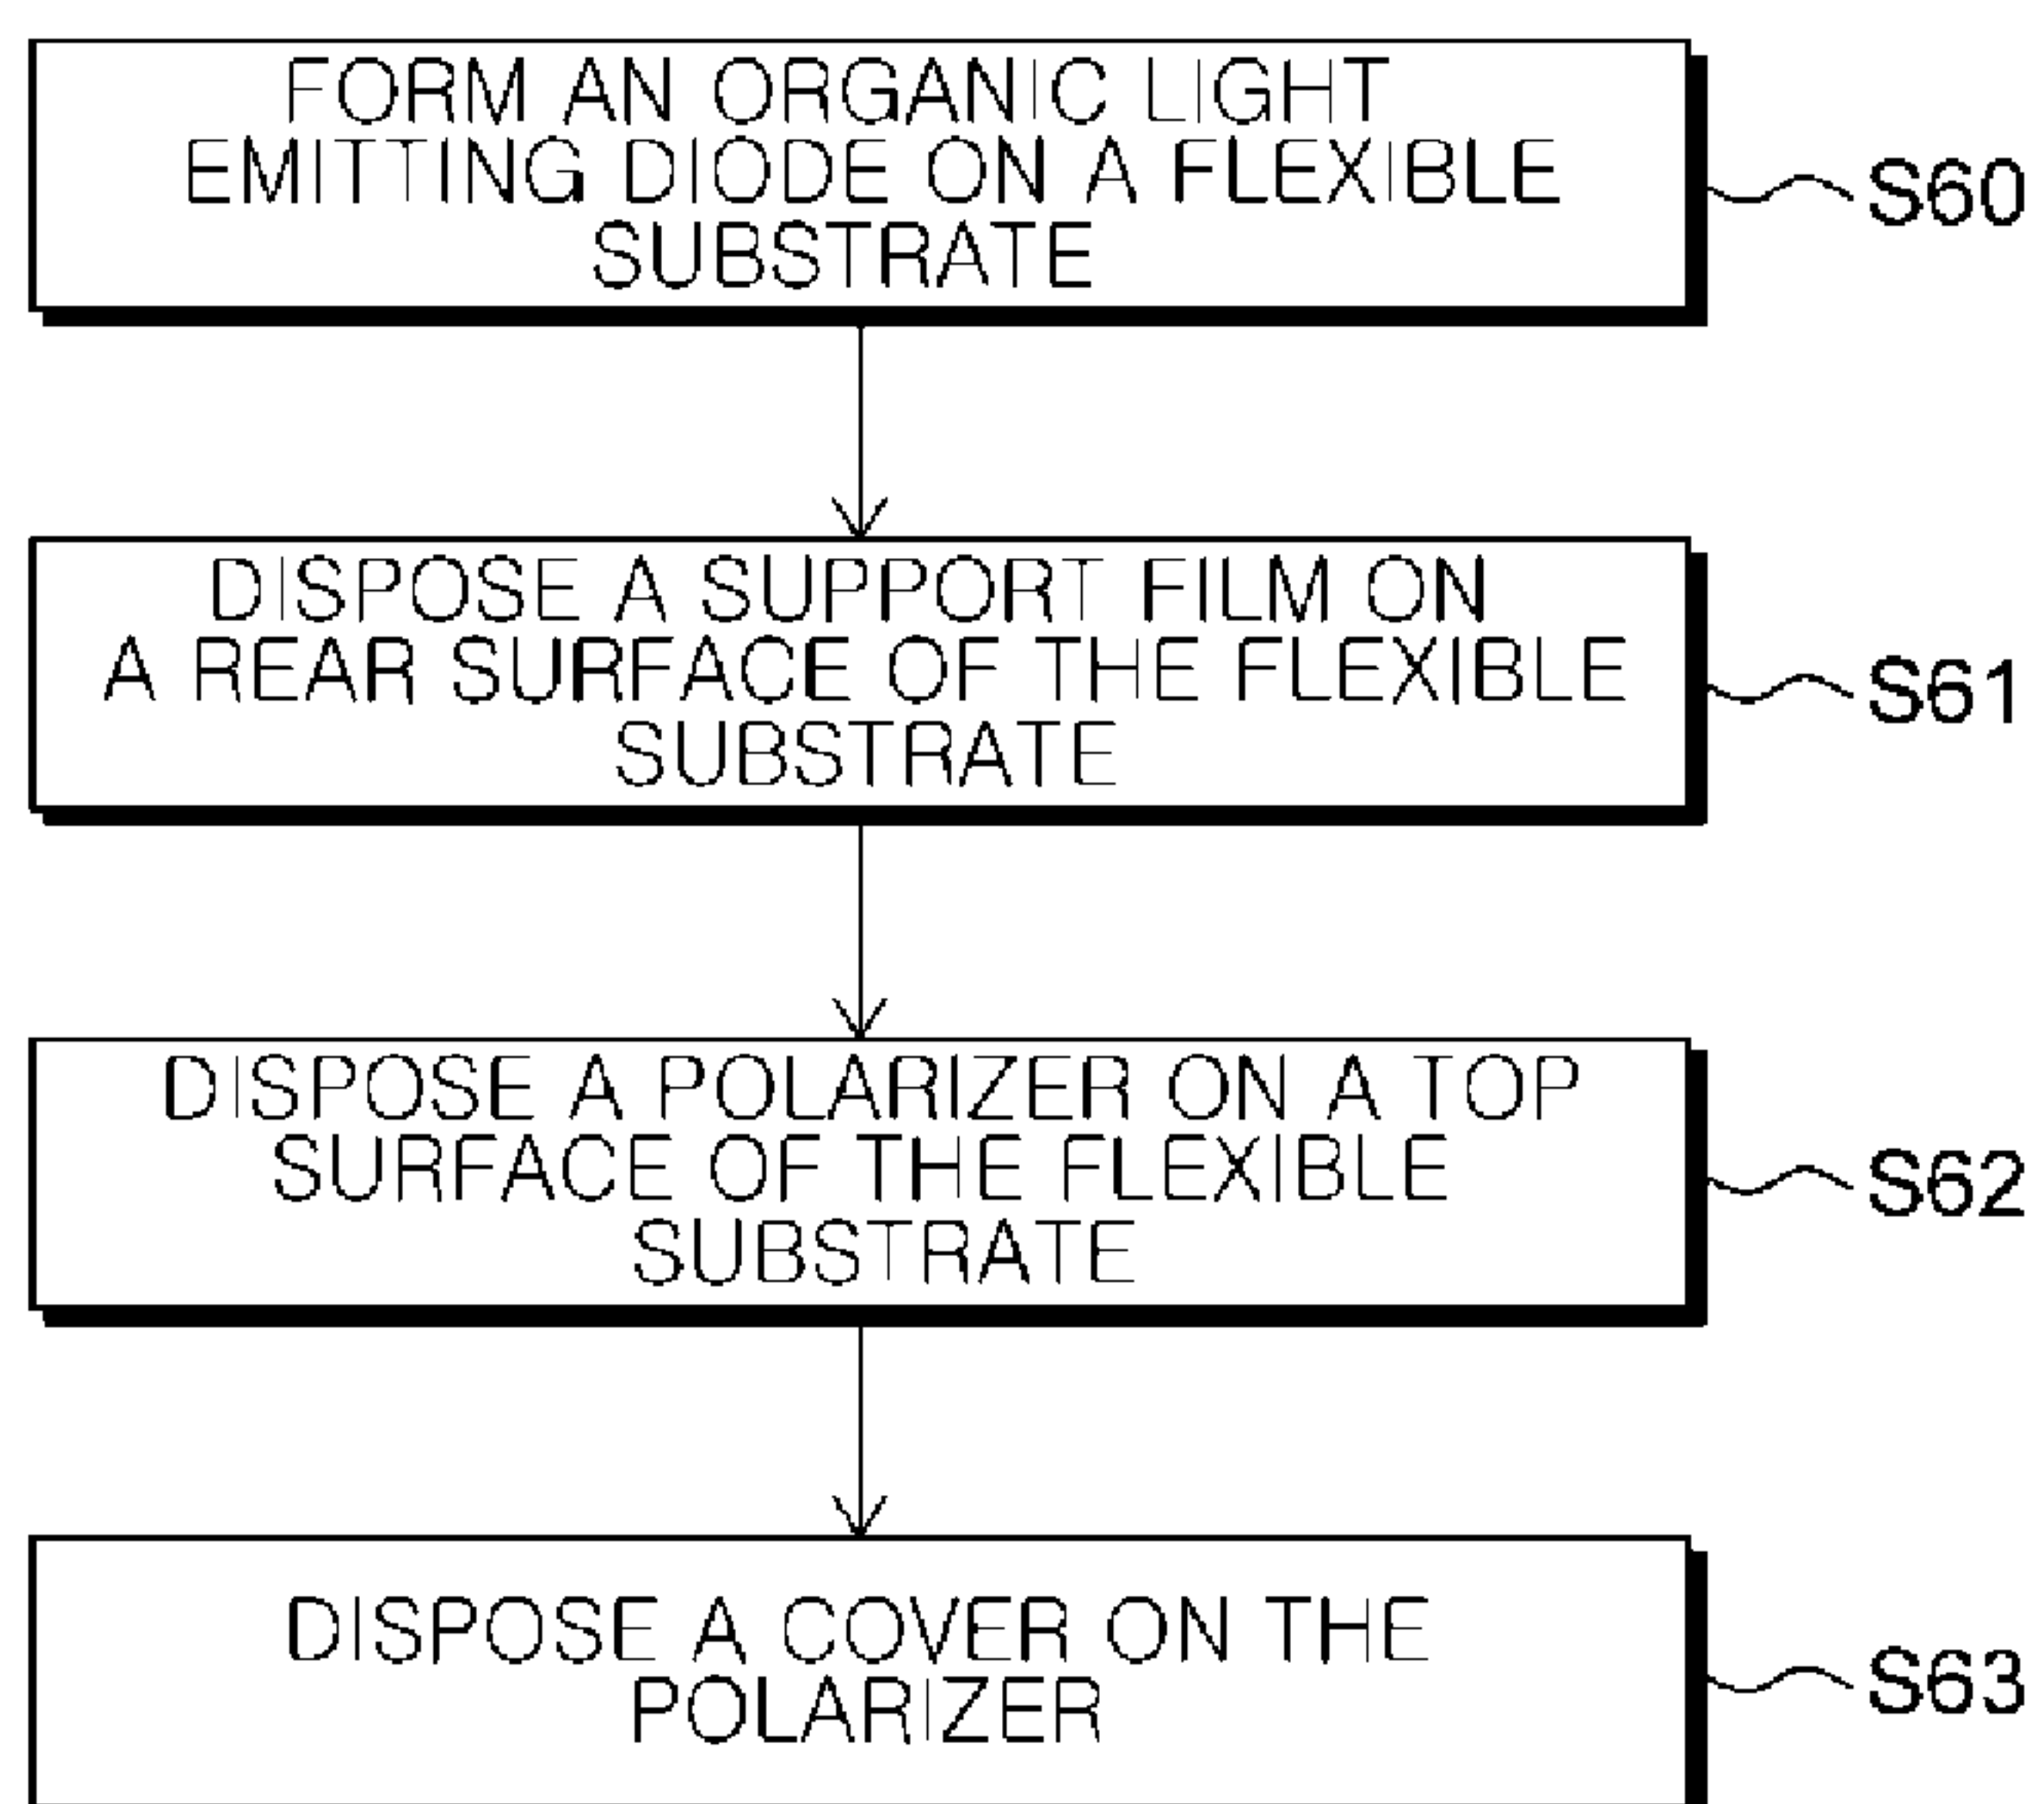 FORM AN ORGANIC LIGHT
EMITTING DIODE ON A FLEXIBLE
SUBSTRATE
S60
DISPOSE A SUPPORT FILM ON
A REAR SURFACE OF THE FLEXIBLE
SUBSTRATE
S61
DISPOSE A POLARIZER ON A TOP
SURFACE OF THE FLEXIBLE
SUBSTRATE
S62
DISPOSE A COVER ON THE
POLARIZER
S63